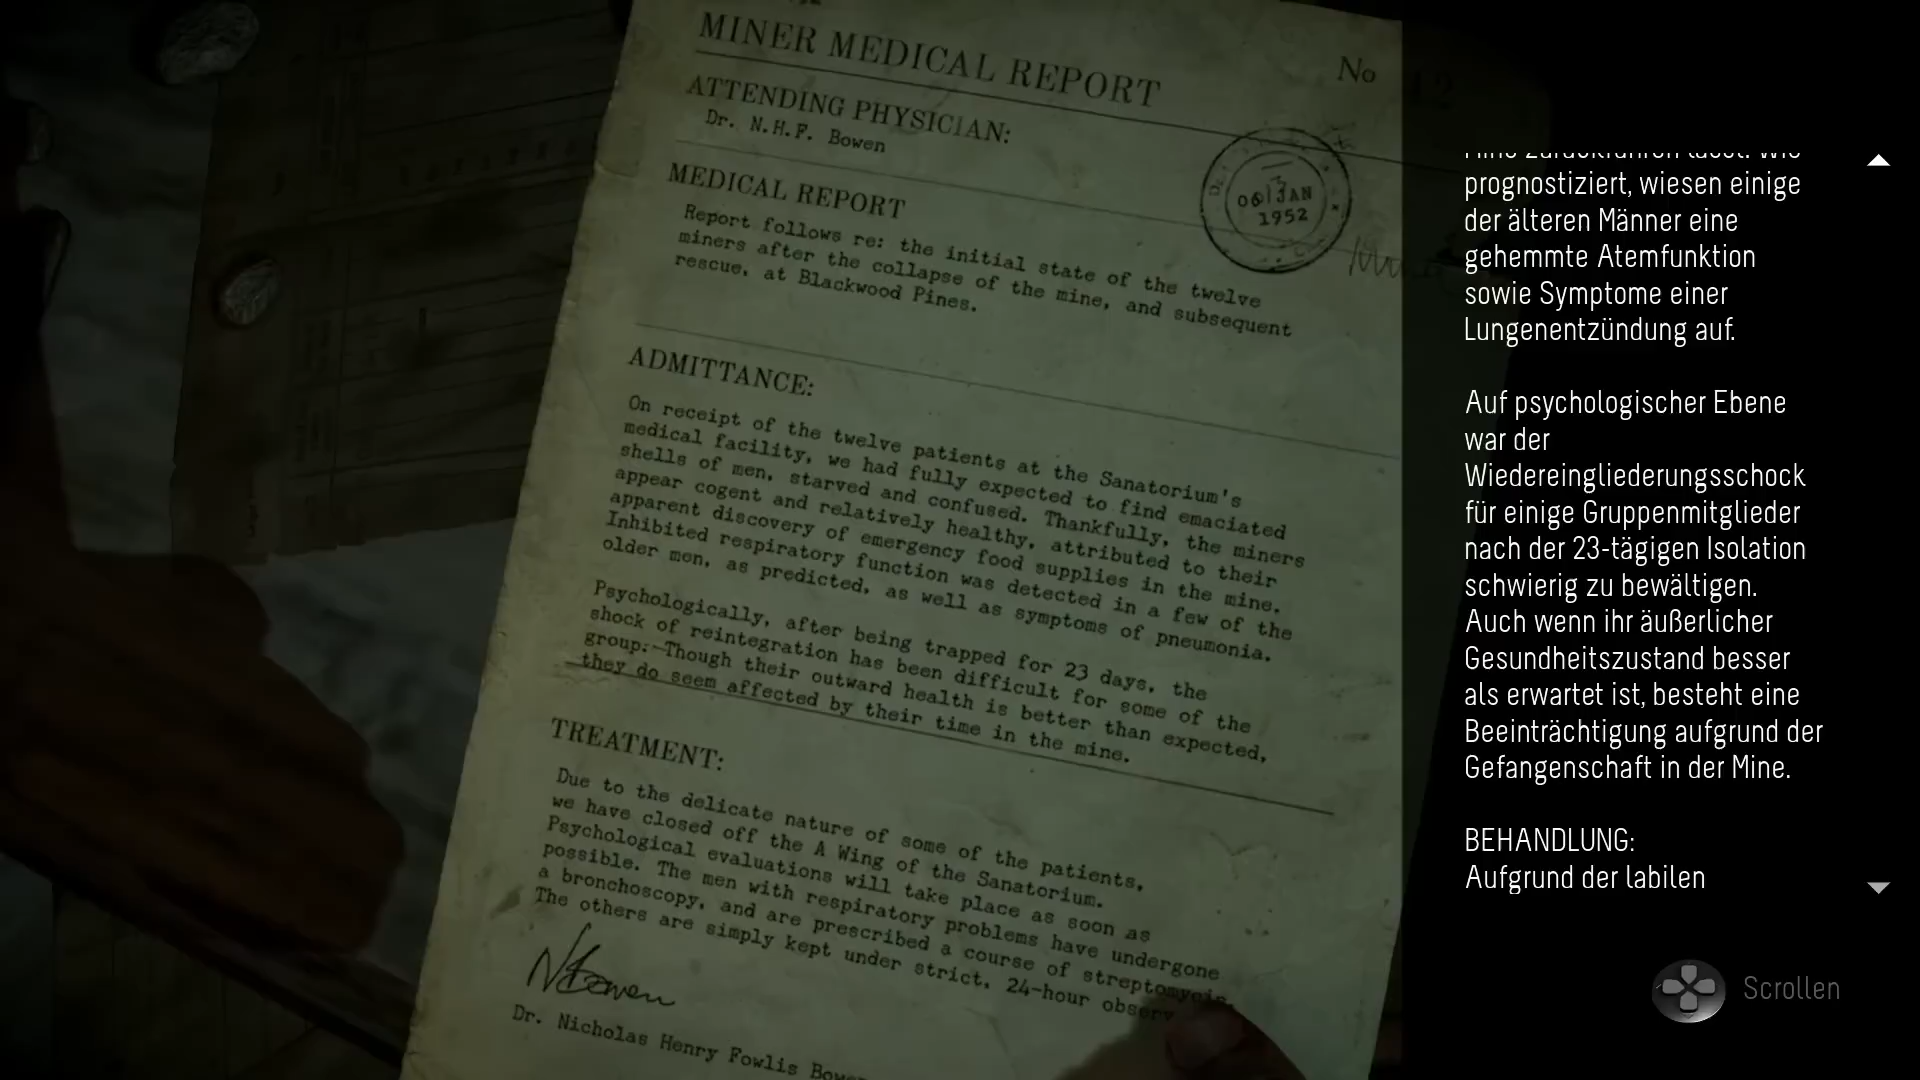 MINER MEDICAL REPORT
No 12
ATTENDING PHYSICIAN:
Dr. N.H.F. Bowen
06 JAN
1952
MEDICAL REPORT
Report follows re: the initial state of the twelve
miners after the collapse of the mine, and subsequent
rescue, at Blackwood Pines.
ADMITTANCE:
On receipt of the twelve patients at the Sanatorium's
medical facility, we had fully expected to find emaciated
shells of men, starved and confused. Thankfully, the miners
appear cogent and relatively healthy, attributed to their
apparent discovery of emergency food supplies in the mine.
Inhibited respiratory function was detected in a few of the
older men, as predicted, as well as symptoms of pneumonia.
Psychologically, after being trapped for 23 days, the
shock of reintegration has been difficult for some of the
group:-Though their outward health is better than expected,
they do seem affected by their time in the mine.
TREATMENT:
Due to the delicate nature of some of the patients,
we have closed off the A Wing of the Sanatorium.
Psychological evaluations will take place as soon as
possible. The men with respiratory problems have undergone
a bronchoscopy, and are prescribed a course of streptomycin.
The others are simply kept under strict, 24-hour observ
NBowen
Dr. Nicholas Henry Fowlis Bowe
prognostiziert, wiesen einige
der älteren Männer eine
gehemmte Atemfunktion
sowie Symptome einer
Lungenentzündung auf.
Auf psychologischer Ebene
war der
Wiedereingliederungsschock
für einige Gruppenmitglieder
nach der 23-tägigen Isolation
schwierig zu bewältigen.
Auch wenn ihr äußerlicher
Gesundheitszustand besser
als erwartet ist, besteht eine
Beeinträchtigung aufgrund der
Gefangenschaft in der Mine.
BEHANDLUNG:
Aufgrund der labilen
Scrollen